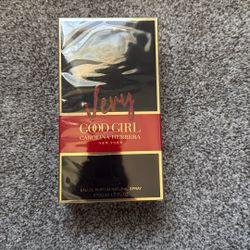 Very
GOOD GIRL
CAROLINA HERRERA
NEW YORK
EAU DE PARFUM NATURAL SPRAY